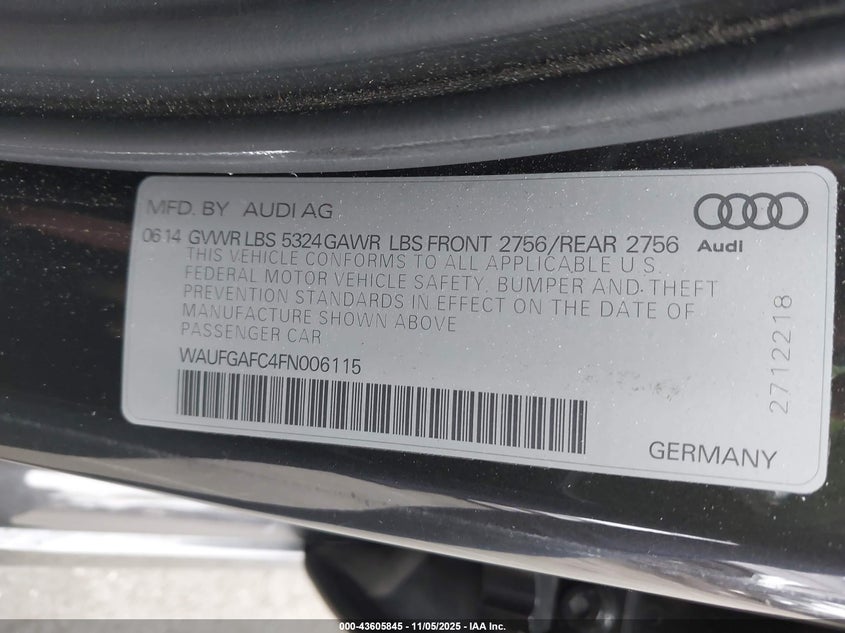 MFD. BY AUDI AG
Audi
0614 GVWR LBS 5324 GAWR LBS FRONT 2756/REAR 2756
THIS VEHICLE CONFORMS TO ALL APPLICABLE U.S.
FEDERAL MOTOR VEHICLE SAFETY, BUMPER AND THEFT
PREVENTION STANDARDS IN EFFECT ON THE DATE OF
MANUFACTURE SHOWN ABOVE
PASSENGER CAR
WAUFGAFC4FN006115
2712218
GERMANY
000-43605845 - 11/05/2025 - IAA Inc.